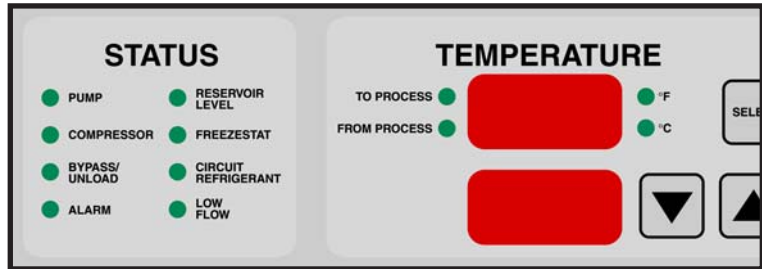 STATUS
PUMP
COMPRESSOR
BYPASS/
UNLOAD
ALARM
RESERVOIR
LEVEL
FREEZESTAT
CIRCUIT
REFRIGERANT
LOW
FLOW
TEMPERATURE
TO PROCESS
FROM PROCESS
°F
°C